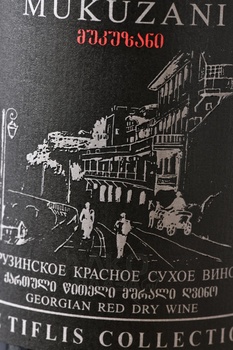 MUKUZANI
მუკუზანი
ГРУЗИНСКОЕ КРАСНОЕ СУХОЕ ВИНО
ქართული წითელი მშრალი ღვინო
GEORGIAN RED DRY WINE
TIFLIS COLLECTION